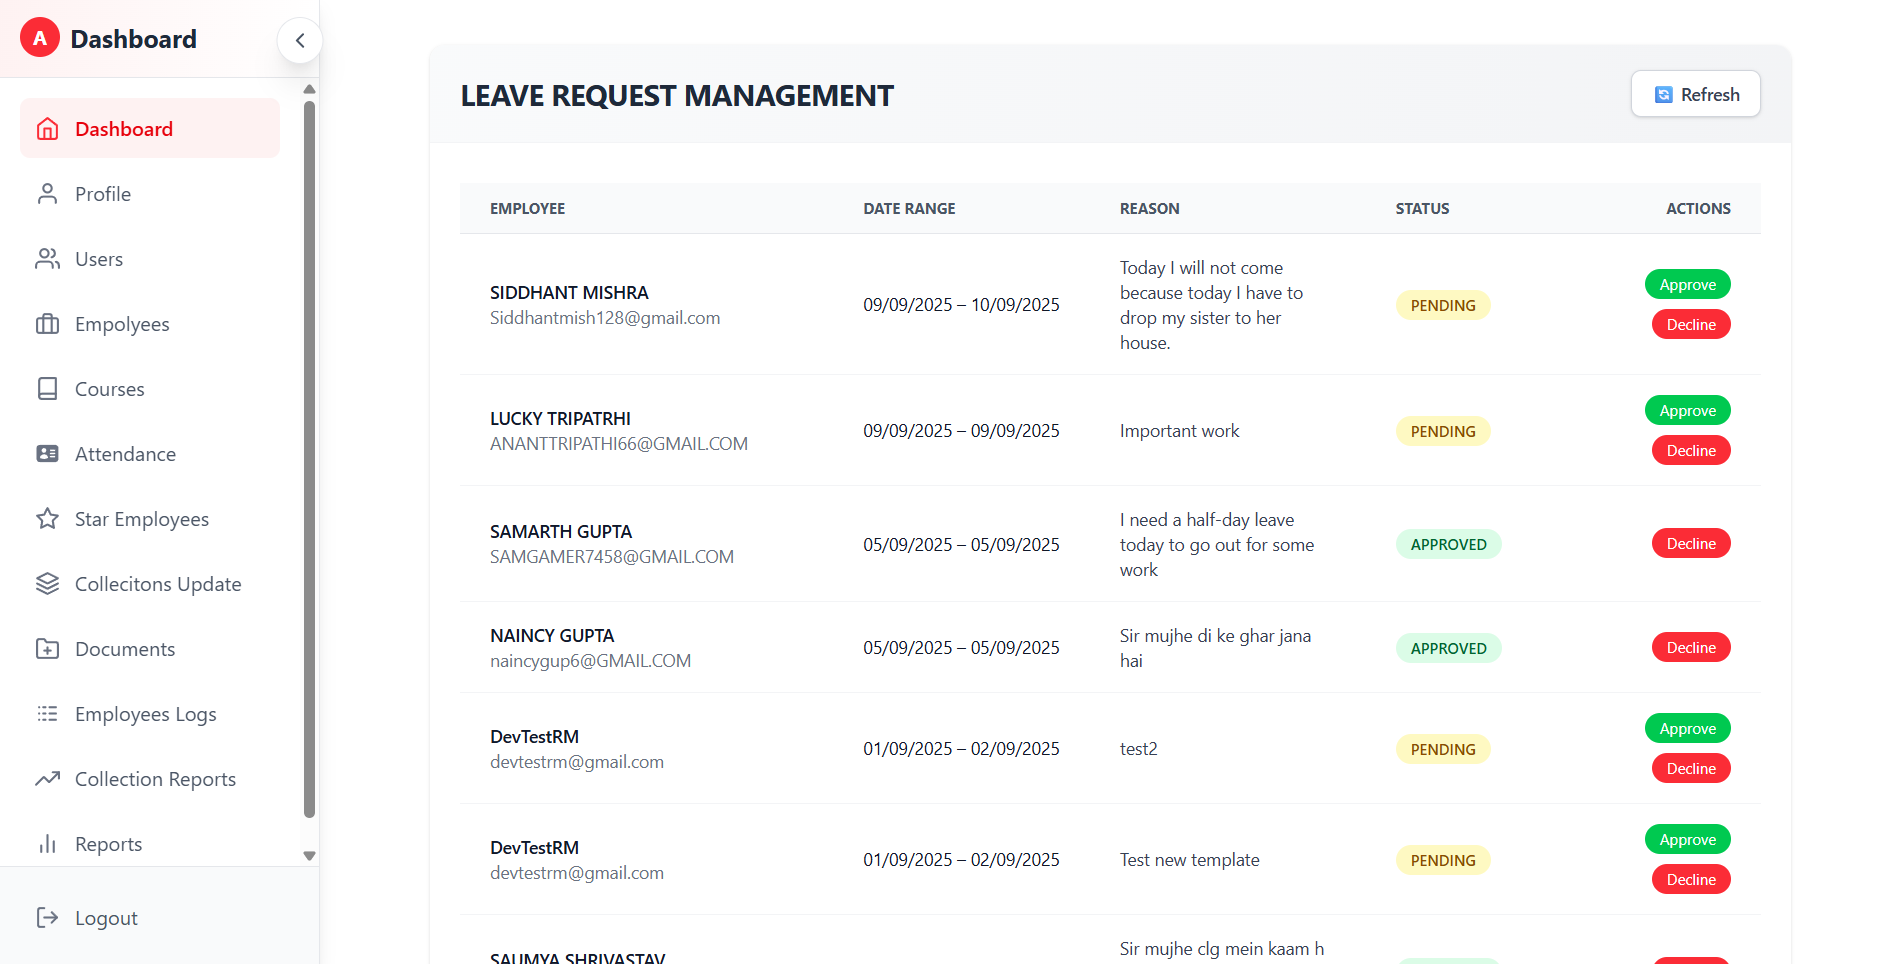 A Dashboard
Dashboard
Profile
Users
Empolyees
Courses
Attendance
Star Employees
Collecitons Update
Documents
Employees Logs
Collection Reports
Reports
Logout
LEAVE REQUEST MANAGEMENT
Refresh
EMPLOYEE DATE RANGE REASON STATUS ACTIONS
SIDDHANT MISHRA
Siddhantmish128@gmail.com
09/09/2025 – 10/09/2025
Today I will not come
because today I have to
drop my sister to her
house.
PENDING
Approve
Decline
LUCKY TRIPATRHI
ANANTTRIPATHI66@GMAIL.COM
09/09/2025 – 09/09/2025
Important work
PENDING
Approve
Decline
SAMARTH GUPTA
SAMGAMER7458@GMAIL.COM
05/09/2025 – 05/09/2025
I need a half-day leave
today to go out for some
work
APPROVED
Decline
NAINCY GUPTA
naincygup6@GMAIL.COM
05/09/2025 – 05/09/2025
Sir mujhe di ke ghar jana
hai
APPROVED
Decline
DevTestRM
devtestrm@gmail.com
01/09/2025 – 02/09/2025
test2
PENDING
Approve
Decline
DevTestRM
devtestrm@gmail.com
01/09/2025 – 02/09/2025
Test new template
PENDING
Approve
Decline
SAUMYA SHRIVASTAV
Sir mujhe clg mein kaam h